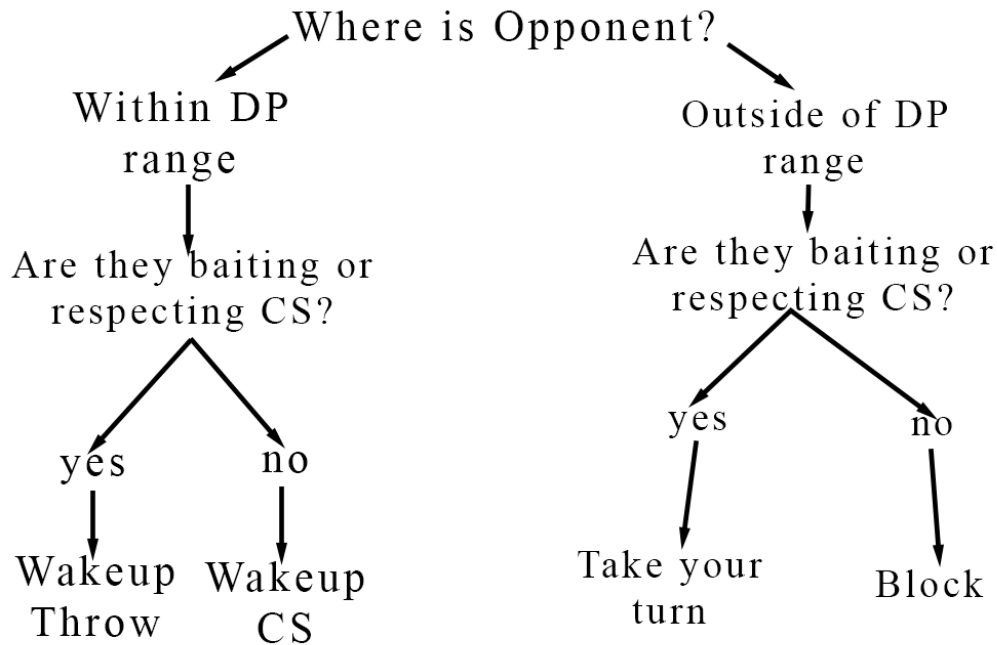 Where is Opponent?
Within DP
range
Outside of DP
range
Are they baiting or
respecting CS?
Are they baiting or
respecting CS?
yes
no
yes
no
Wakeup
Throw
Wakeup
CS
Take your
turn
Block